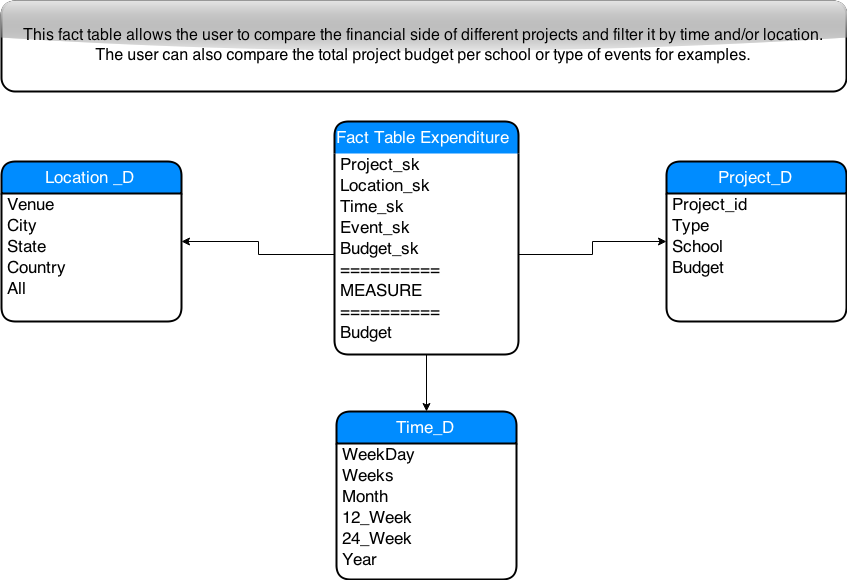 This fact table allows the user to compare the financial side of different projects and filter it by time and/or location.
The user can also compare the total project budget per school or type of events for examples.
Fact Table Expenditure
Project_sk
Location_sk
Time_sk
Event_sk
Budget_sk
==========
MEASURE
==========
Budget
Location _D
Venue
City
State
Country
All
Project_D
Project_id
Type
School
Budget
Time_D
WeekDay
Weeks
Month
12_Week
24_Week
Year